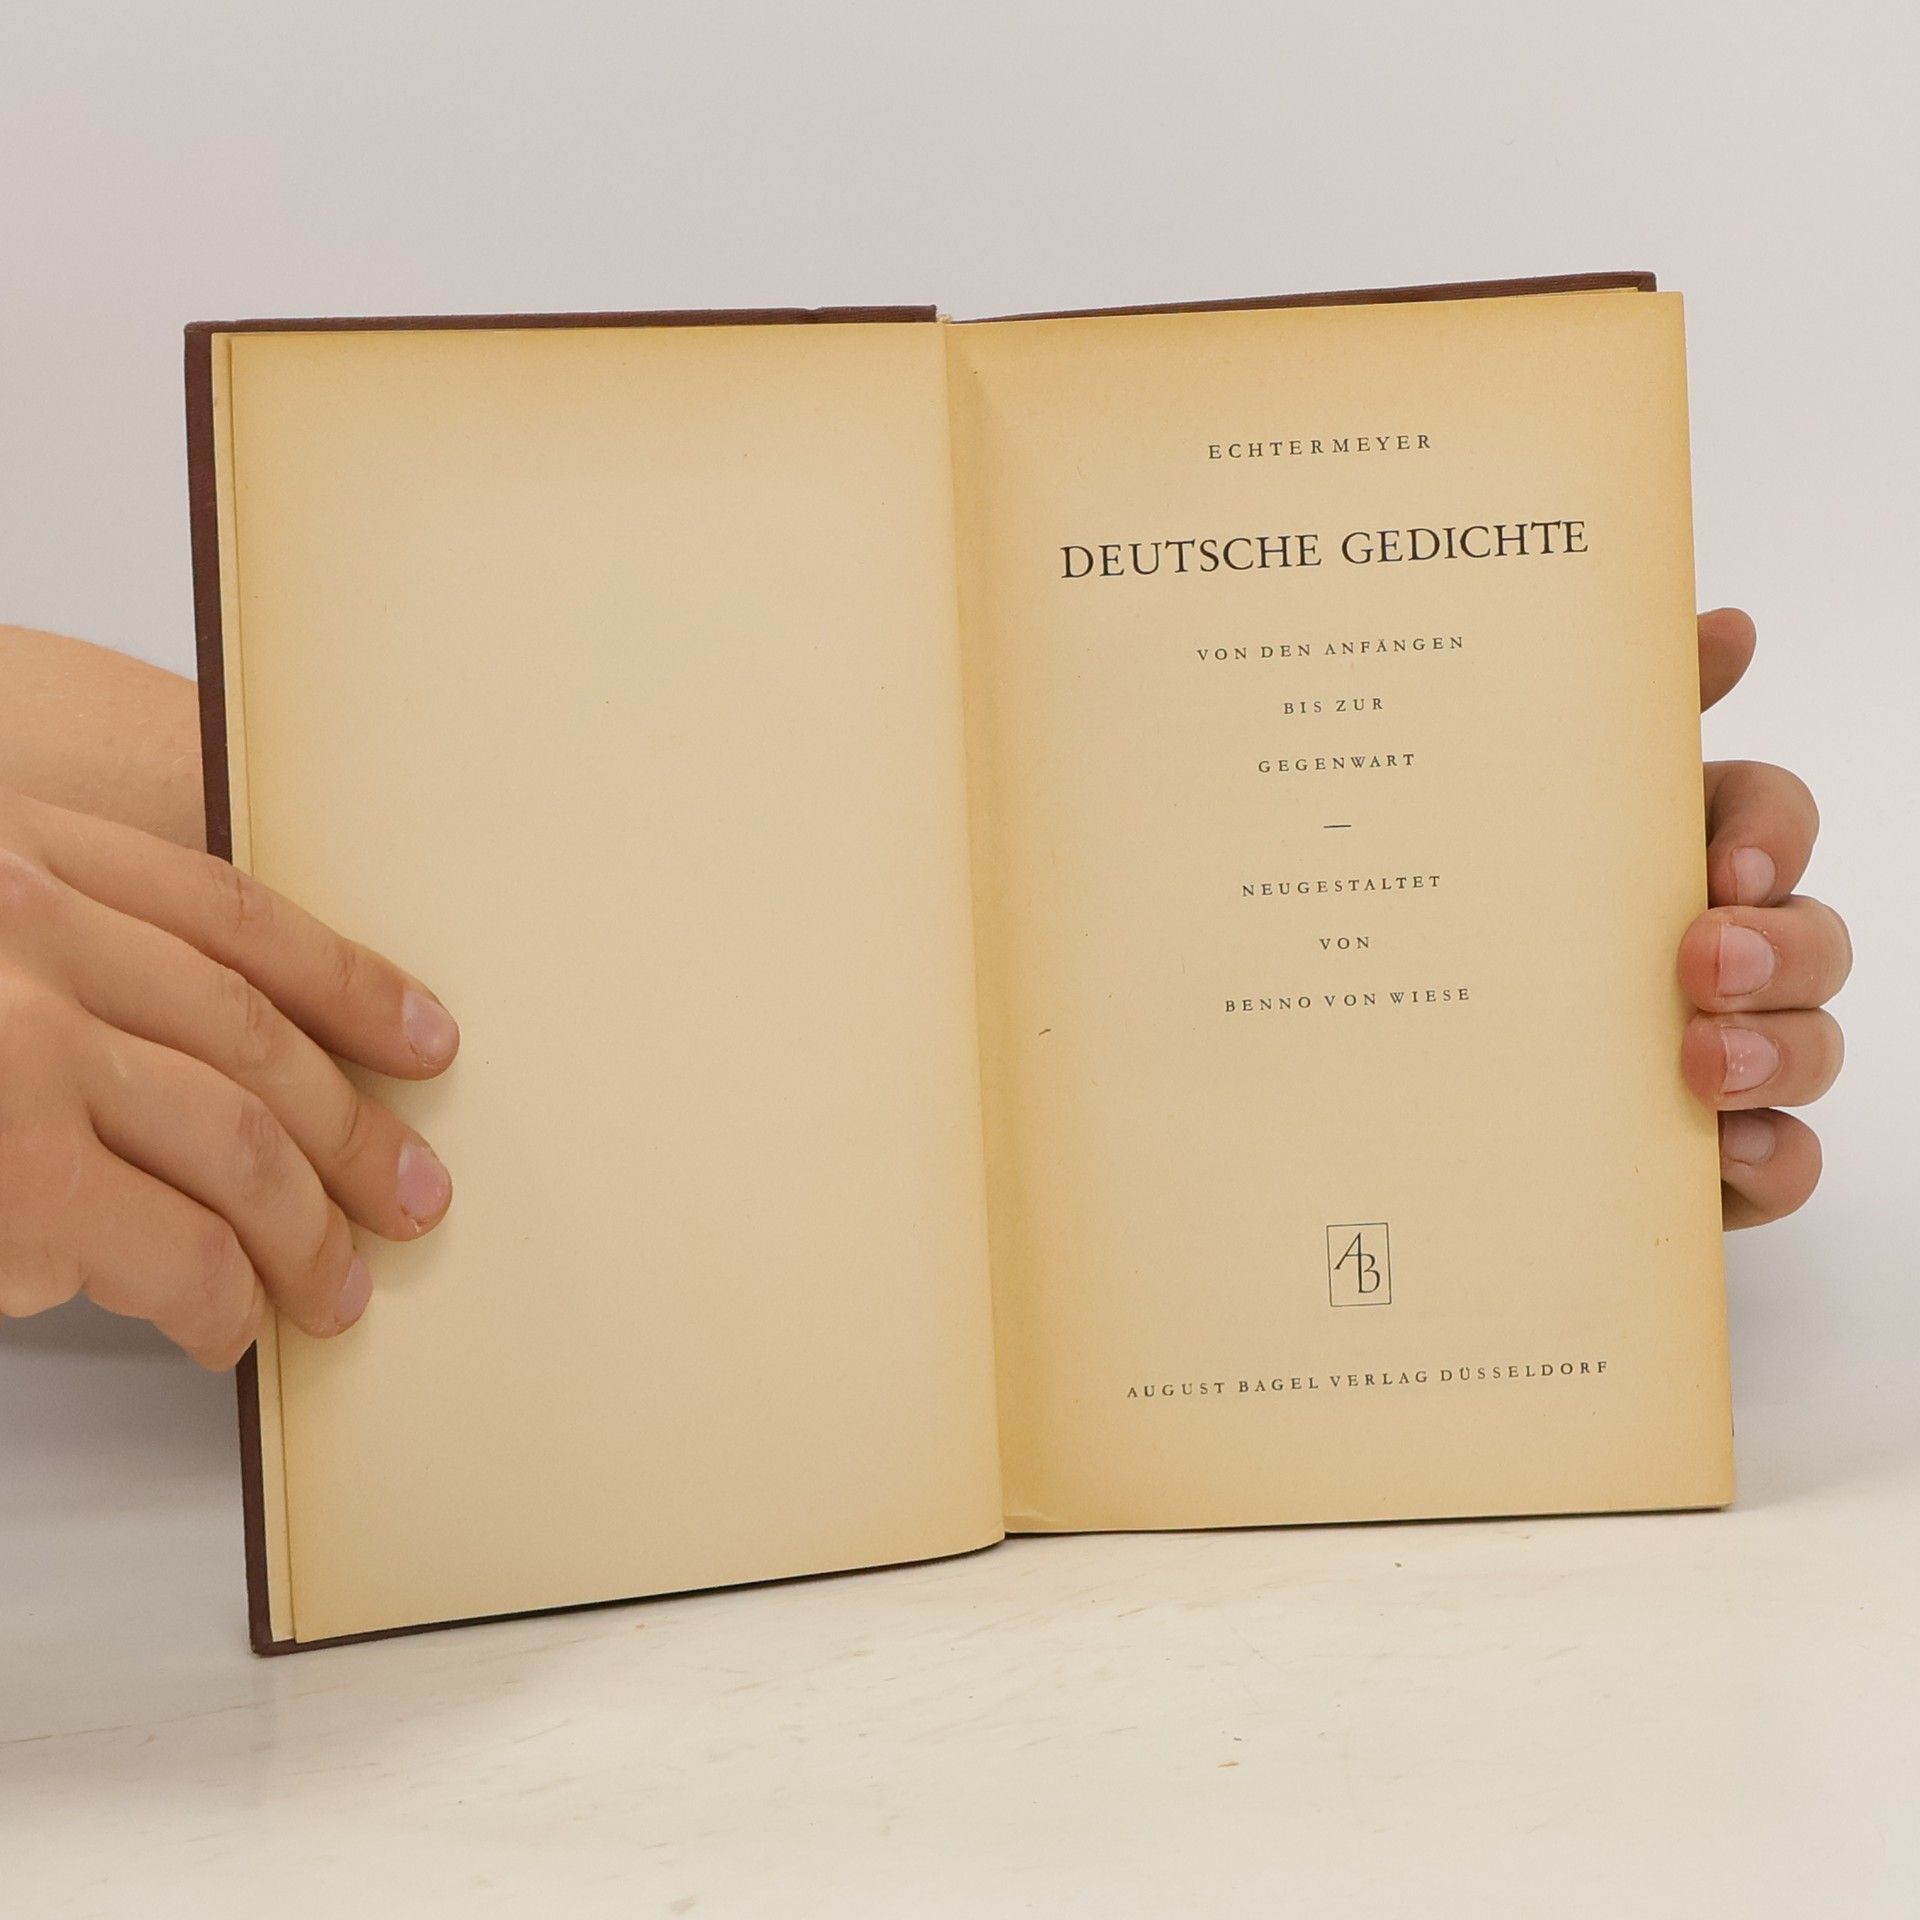 ECHTERMEYER
DEUTSCHE GEDICHTE
VON DEN ANFÄNGEN
BIS ZUR
GEGENWART
—
NEUGESTALTET
VON
BENNO VON WIESE
AB
AUGUST BAGEL VERLAG DÜSSELDORF